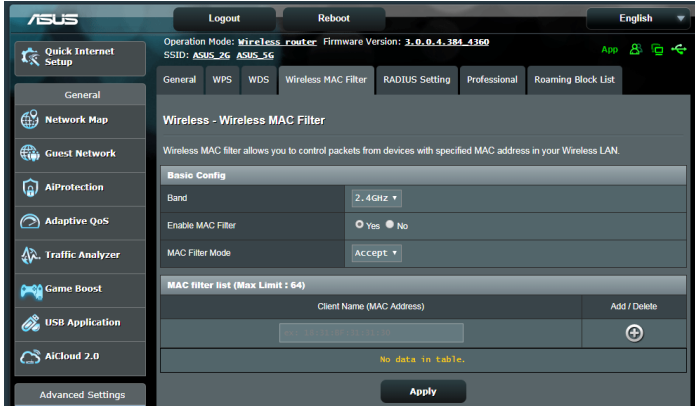 ASUS
Logout
Reboot
English
Quick Internet
Setup
General
Network Map
Guest Network
AiProtection
Adaptive QoS
Traffic Analyzer
Game Boost
USB Application
AiCloud 2.0
Advanced Settings
Operation Mode: Wireless router Firmware Version: 3.0.0.4.384_4360
SSID: ASUS_2G ASUS_5G
App
General WPS WDS Wireless MAC Filter RADIUS Setting Professional Roaming Block List
Wireless - Wireless MAC Filter
Wireless MAC filter allows you to control packets from devices with specified MAC address in your Wireless LAN.
Basic Config
Band 2.4GHz
Enable MAC Filter Yes No
MAC Filter Mode Accept
MAC filter list (Max Limit : 64)
Client Name (MAC Address) Add / Delete
No data in table.
Apply